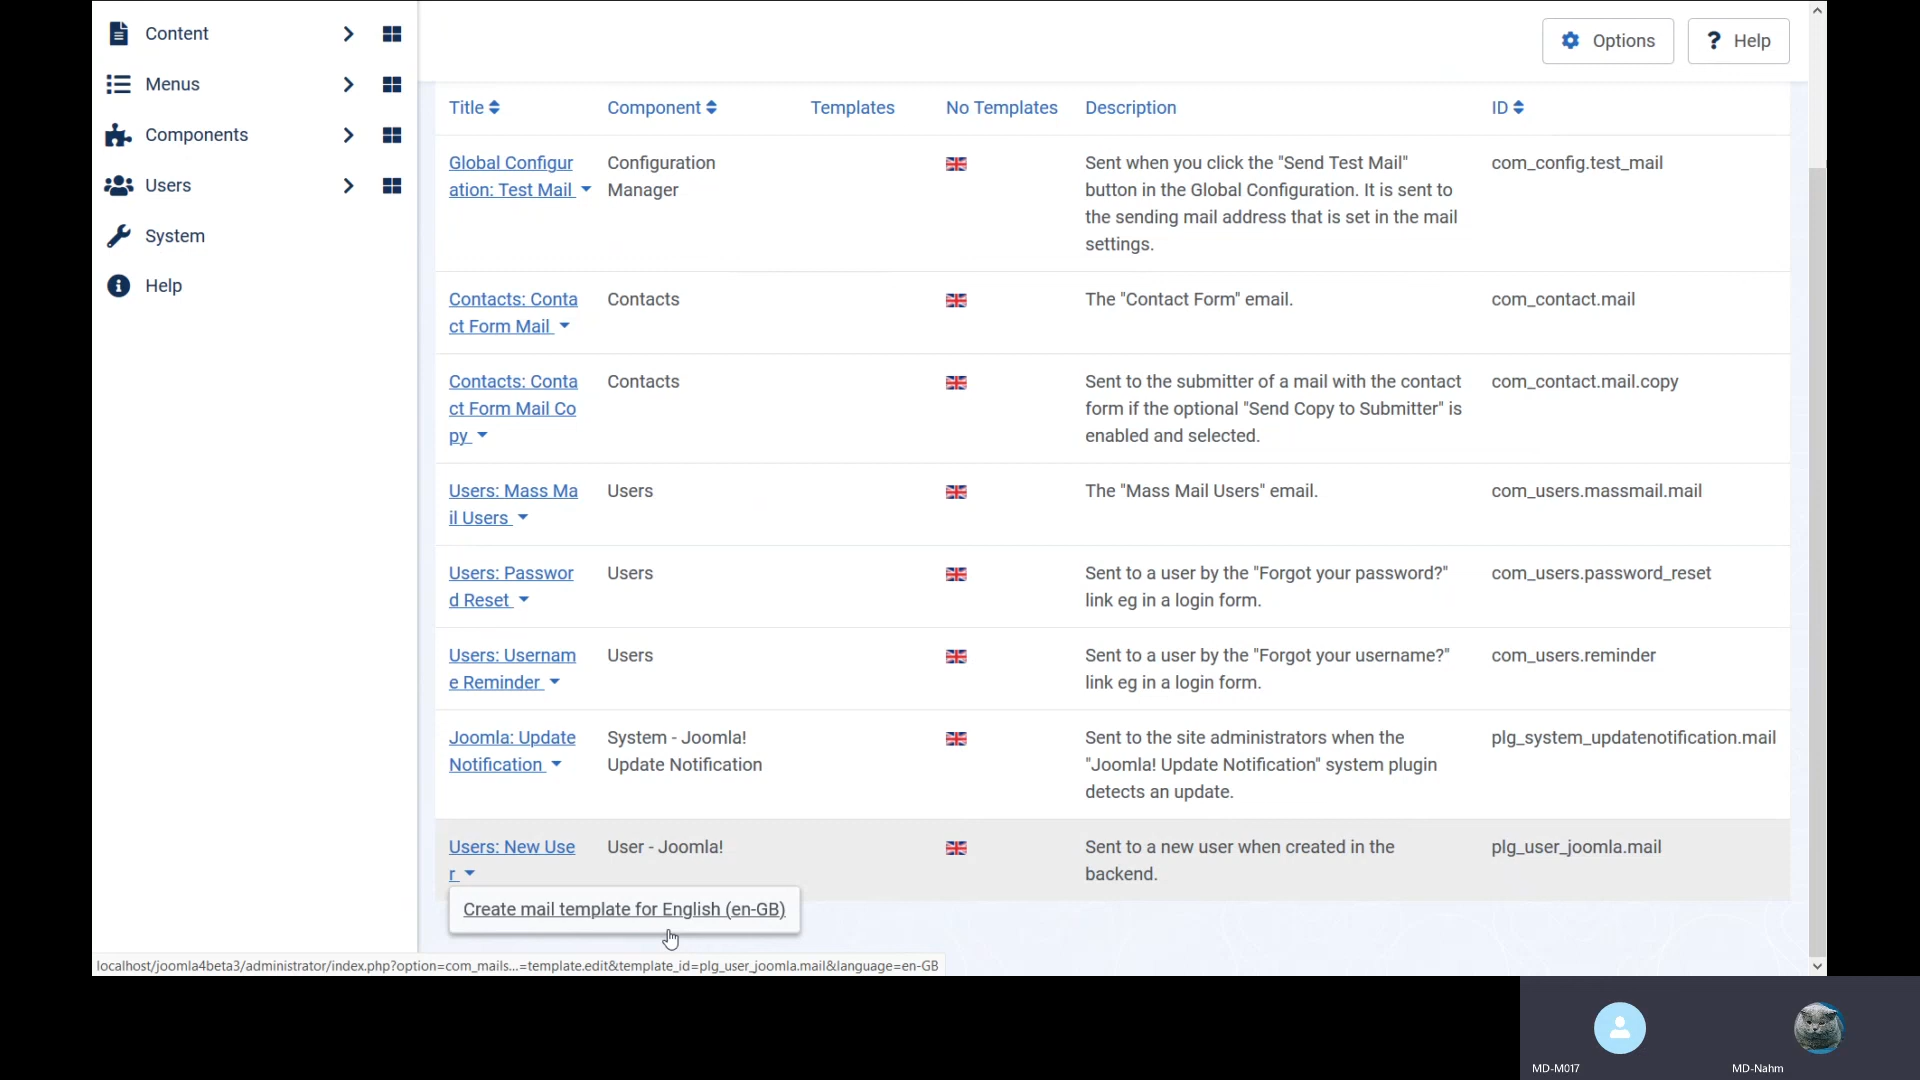 Content
Menus
Components
Users
System
Help
Options
? Help
Title
Component
Templates
No Templates
Description
ID
Global Configur
ation: Test Mail
Configuration
Manager
Sent when you click the "Send Test Mail"
button in the Global Configuration. It is sent to
the sending mail address that is set in the mail
settings.
com_config.test_mail
Contacts: Conta
ct Form Mail
Contacts
The "Contact Form" email.
com_contact.mail
Contacts: Conta
ct Form Mail Co
py
Contacts
Sent to the submitter of a mail with the contact
form if the optional "Send Copy to Submitter" is
enabled and selected.
com_contact.mail.copy
Users: Mass Ma
il Users
Users
The "Mass Mail Users" email.
com_users.massmail.mail
Users: Passwor
d Reset
Users
Sent to a user by the "Forgot your password?"
link eg in a login form.
com_users.password_reset
Users: Usernam
e Reminder
Users
Sent to a user by the "Forgot your username?"
link eg in a login form.
com_users.reminder
Joomla: Update
Notification
System - Joomla!
Update Notification
Sent to the site administrators when the
"Joomla! Update Notification" system plugin
detects an update.
plg_system_updatenotification.mail
Users: New Use
r
User - Joomla!
Sent to a new user when created in the
backend.
plg_user_joomla.mail
Create mail template for English (en-GB)
localhost/joomla4beta3/administrator/index.php?option=com_mails...=template.edit&template_id=plg_user_joomla.mail&language=en-GB
MD-M017
MD-Nahm